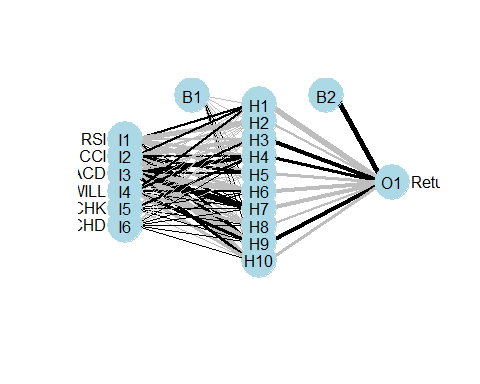 B1
B2
H1
H2
H3
H4
H5
H6
H7
H8
H9
H10
RSI I1
CCI I2
ACD I3
WILL I4
CHK I5
CHD I6
O1 Retu